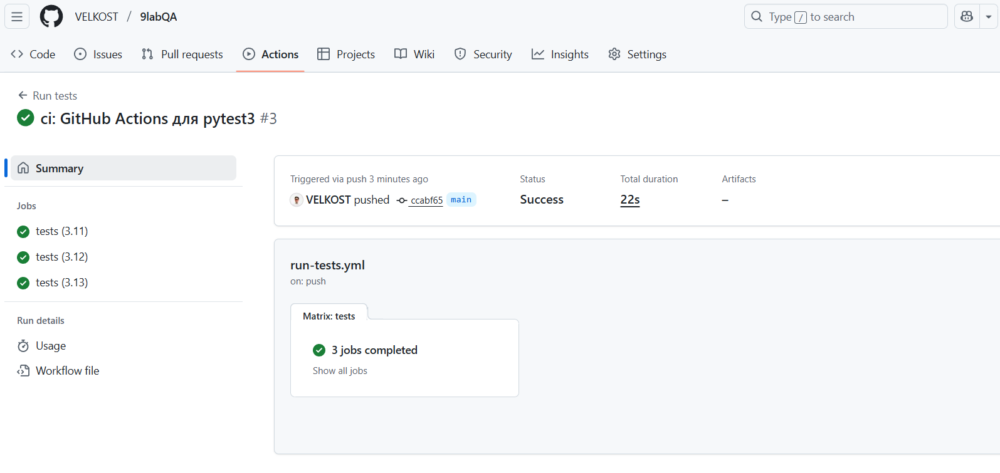 VELKOST / 9labQA
Type / to search
Code Issues Pull requests Actions Projects Wiki Security Insights Settings
Run tests
ci: GitHub Actions для pytest3 #3
Summary
Jobs
tests (3.11)
tests (3.12)
tests (3.13)
Run details
Usage
Workflow file
Triggered via push 3 minutes ago
VELKOST pushed ccabf65 main
Status
Success
Total duration
22s
Artifacts
–
run-tests.yml
on: push
Matrix: tests
3 jobs completed
Show all jobs